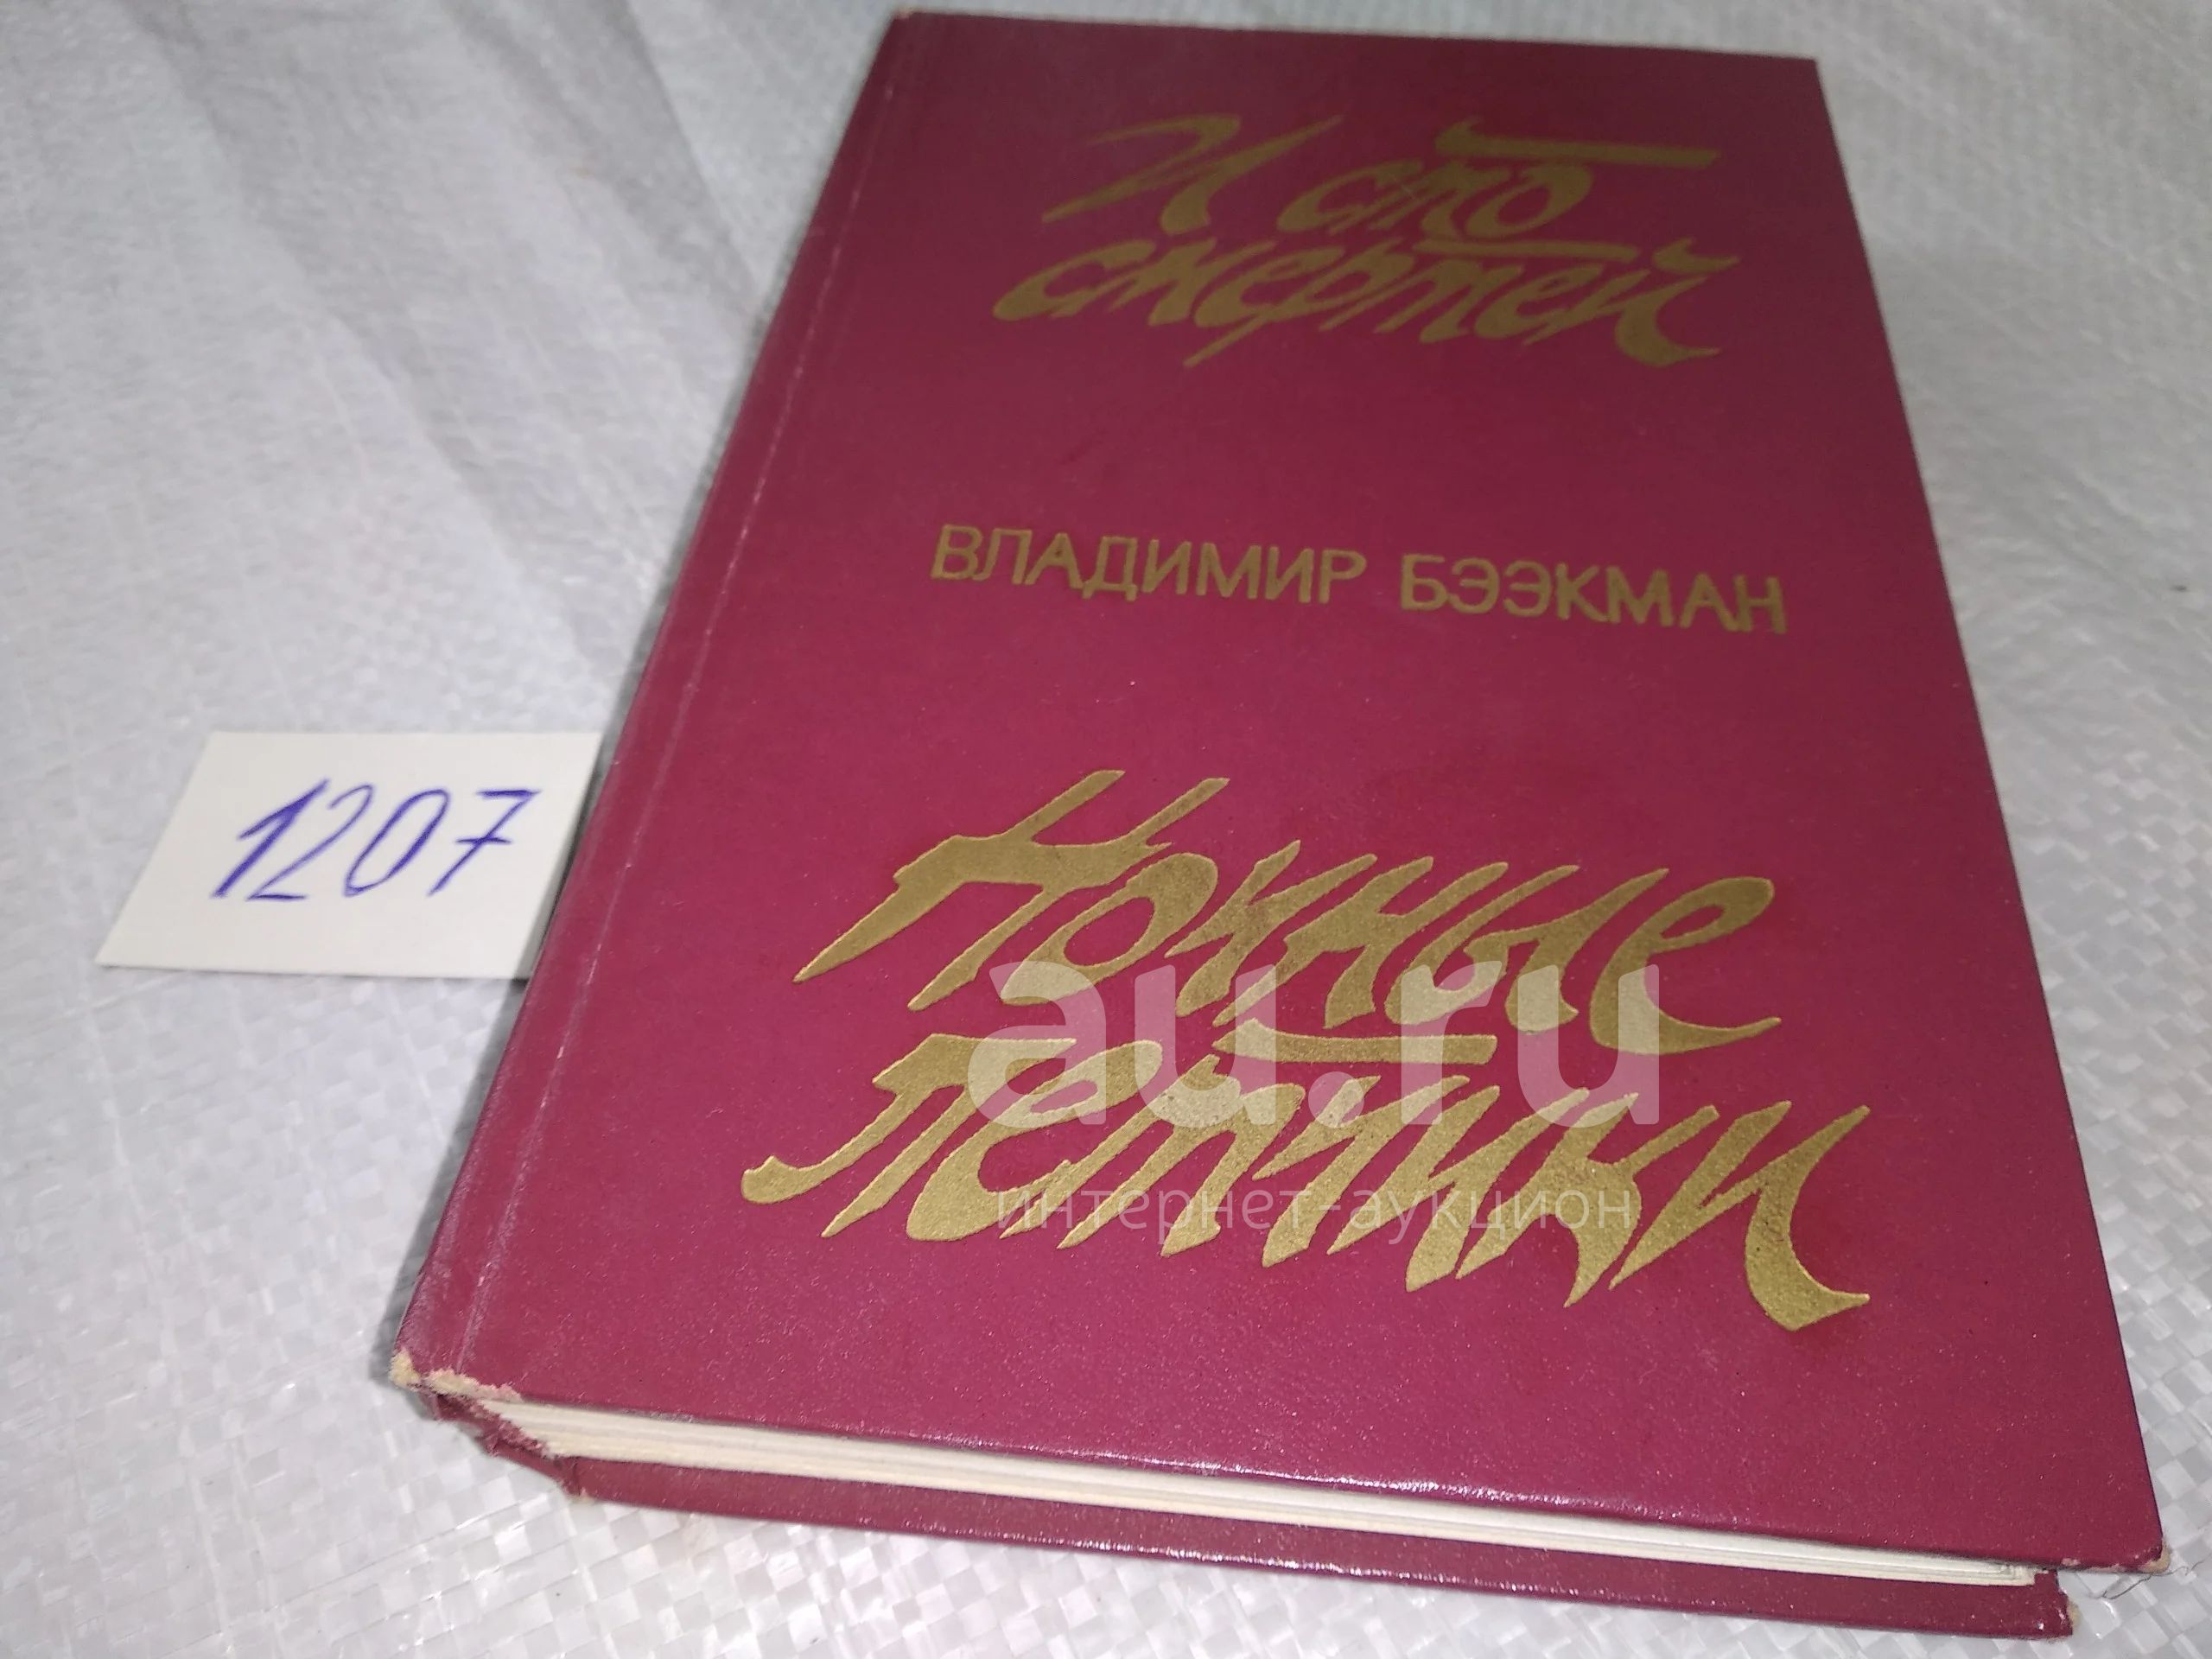 И сто
смертей
ВЛАДИМИР БЭЭКМАН
1207
Ночные
летчики
au.ru
интернет-аукцион